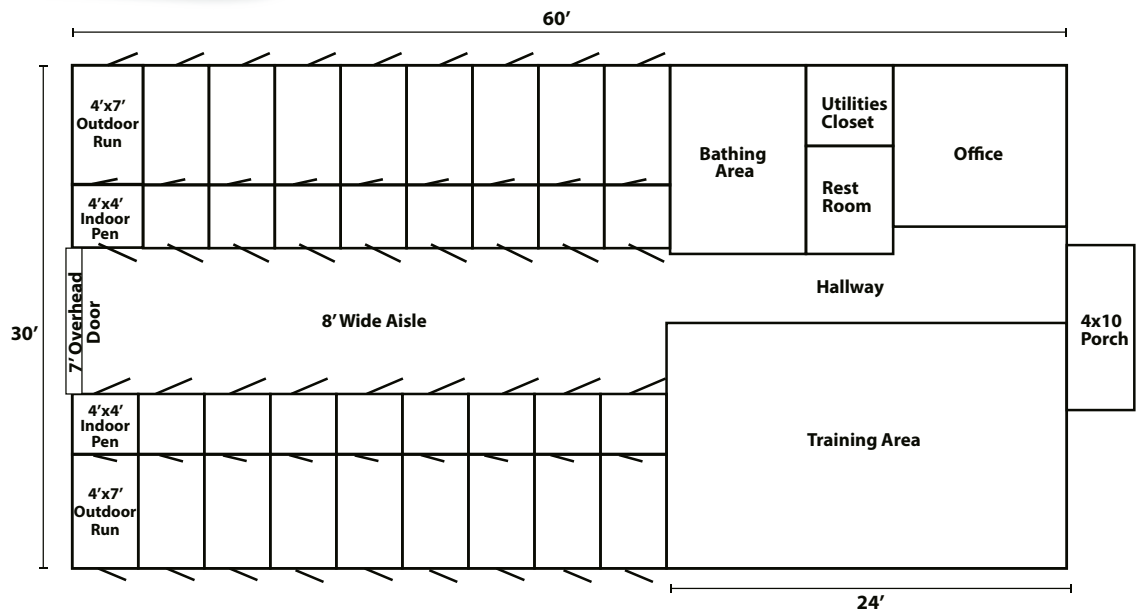 60’
4’x7’
Outdoor
Run
4’x4’
Indoor
Pen
Bathing
Area
Utilities
Closet
Rest
Room
Office
30’
7’ Overhead
Door
8’ Wide Aisle
Hallway
4x10
Porch
4’x4’
Indoor
Pen
4’x7’
Outdoor
Run
Training Area
24’